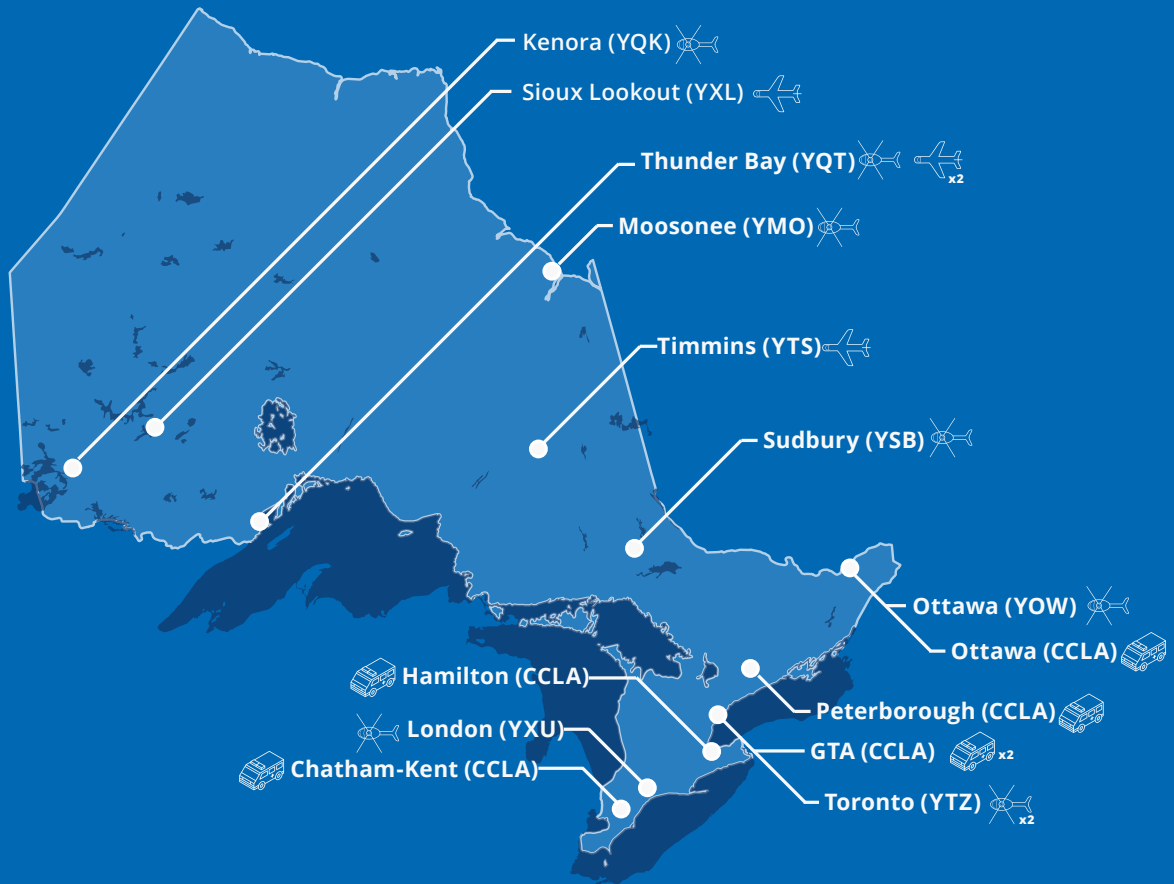 Kenora (YQK)
Sioux Lookout (YXL)
Thunder Bay (YQT)
x2
Moosonee (YMO)
Timmins (YTS)
Sudbury (YSB)
Ottawa (YOW)
Ottawa (CCLA)
Hamilton (CCLA)
Peterborough (CCLA)
London (YXU)
GTA (CCLA)
x2
Chatham-Kent (CCLA)
Toronto (YTZ)
x2